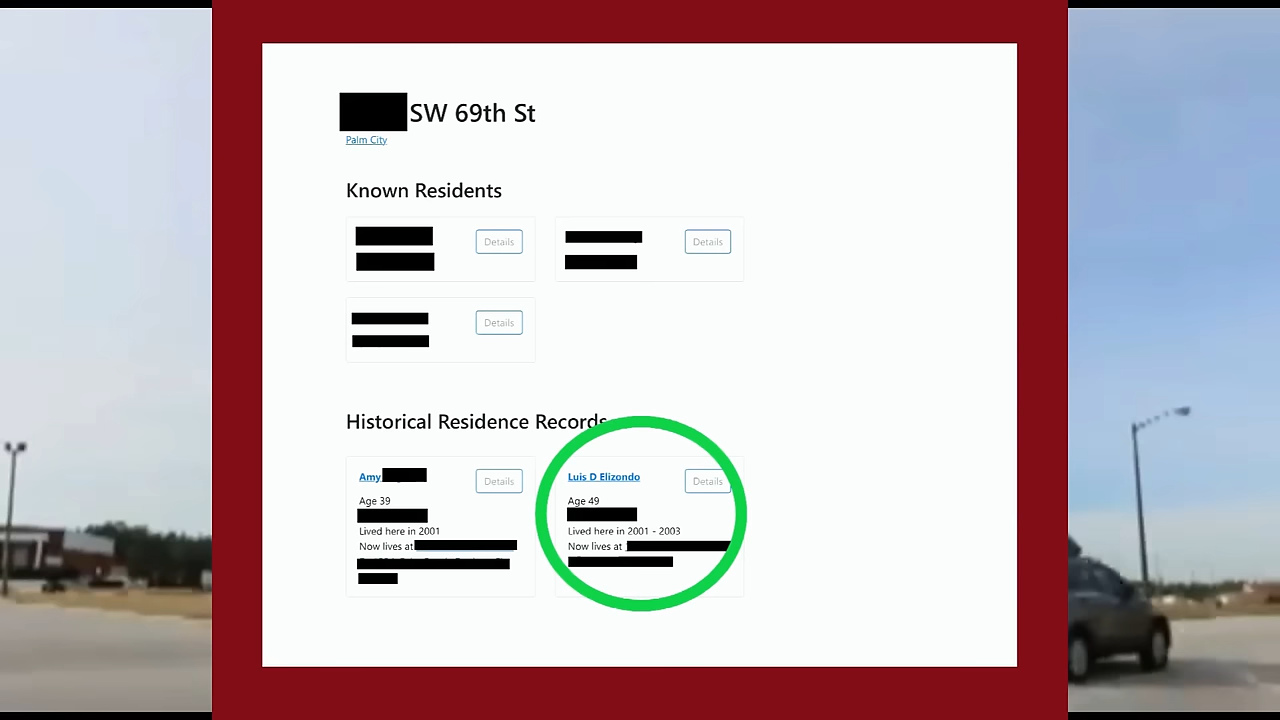 SW 69th St
Palm City
Known Residents
Details
Details
Details
Historical Residence Records
Amy
Details
Age 39
Lived here in 2001
Now lives at
Luis D Elizondo
Details
Age 49
Lived here in 2001 - 2003
Now lives at